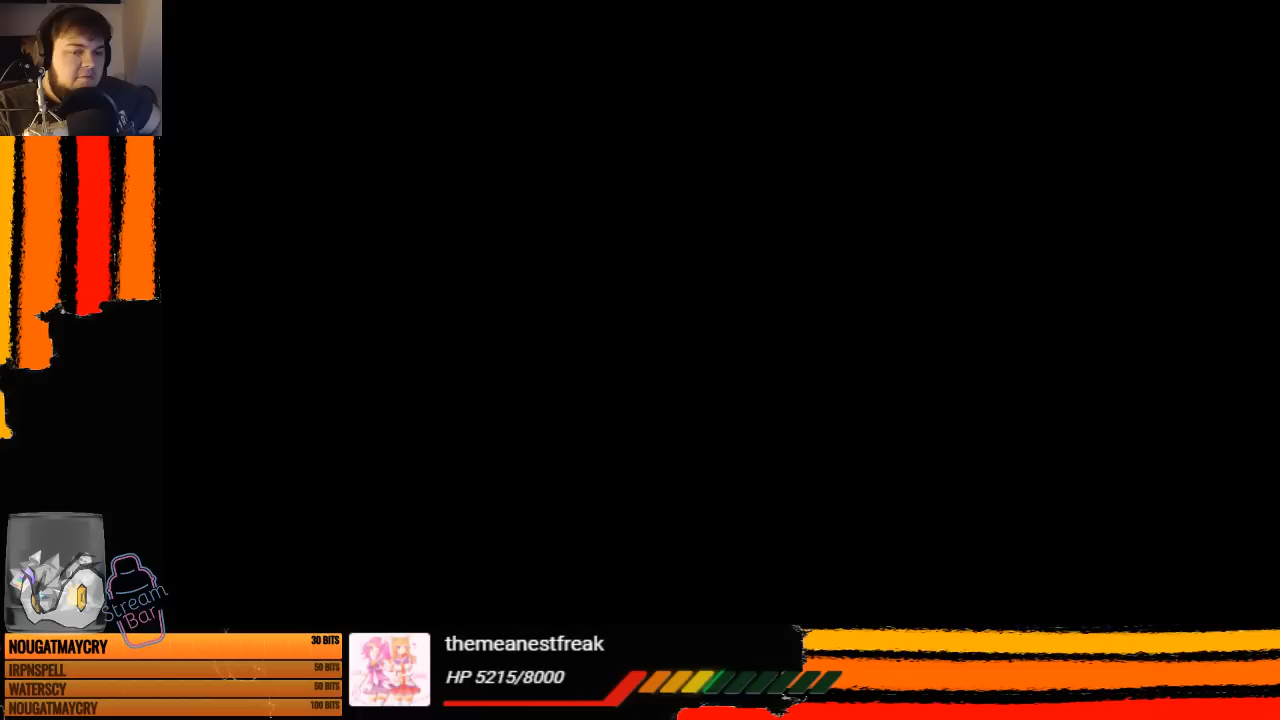 Stream
Bar
NOUGATMAYCRY 30 BITS
IRPNSPELL 50 BITS
WATERSCY 50 BITS
NOUGATMAYCRY 100 BITS
themeanestfreak
HP 5215/8000